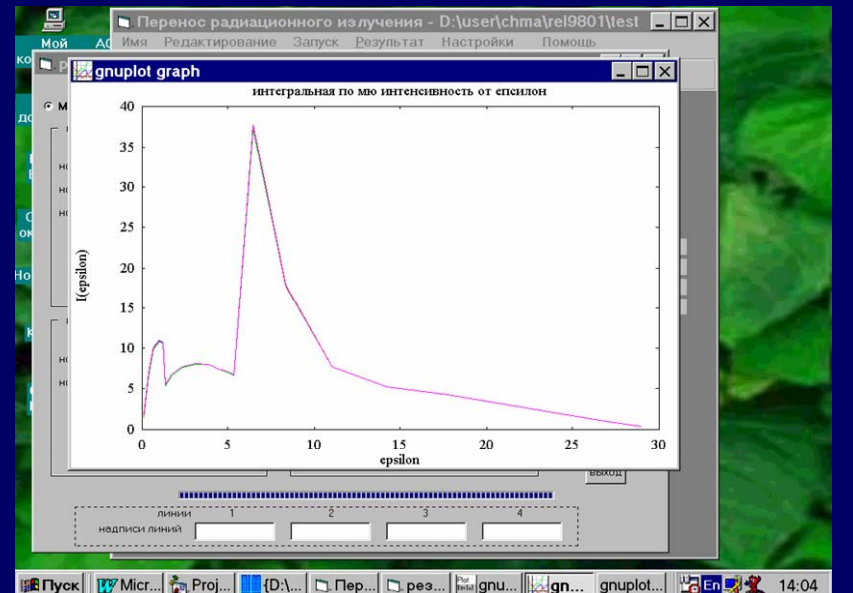 Перенос радиационного излучения - D:\user\chma\rel9801\test
Мой
Имя Редактирование Запуск Результат Настройки Помощь
gnuplot graph
интегральная по мю интенсивность от епсилон
40
35
30
25
20
15
10
5
0
I(epsilon)
0 5 10 15 20 25 30
epsilon
выход
линии 1 2 3 4
надписи линий
Пуск Micr... Proj... {D:\... Пер... рез... gnu... gn... gnuplot... En 14:04